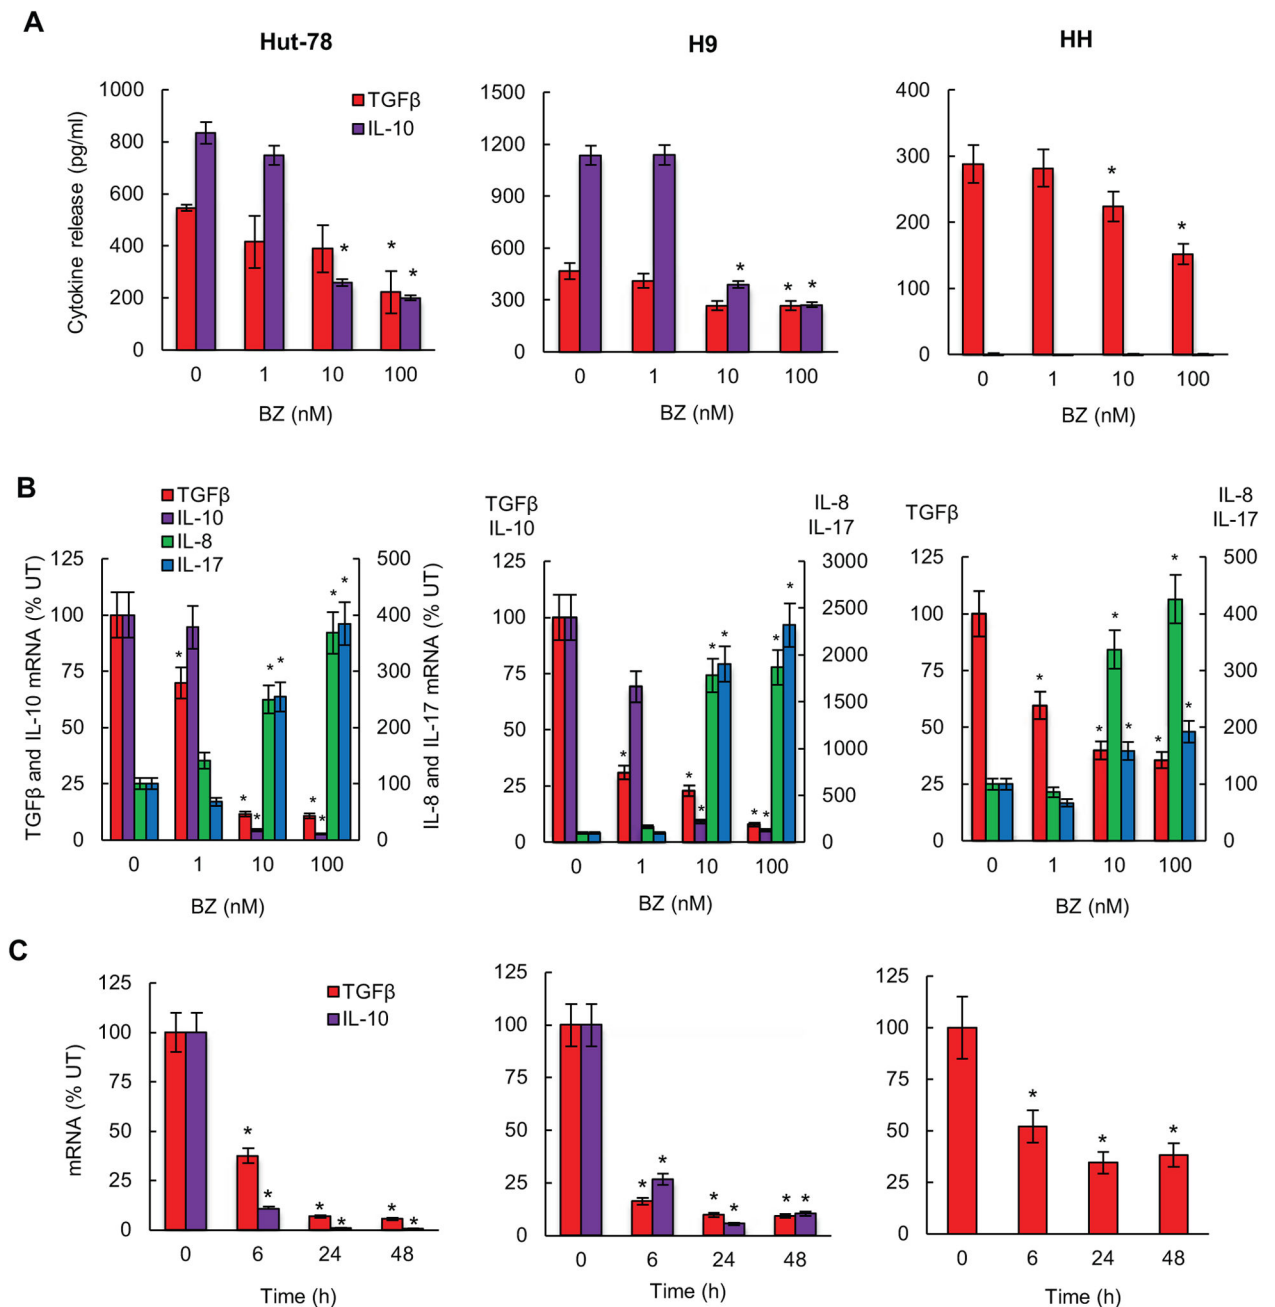 A
Hut-78
H9
HH
Cytokine release (pg/ml)
1000
800
600
400
200
0
TGFβ
IL-10
*
*
*
0 1 10 100
BZ (nM)
1500
1200
900
600
300
0
*
*
*
0 1 10 100
BZ (nM)
400
300
200
100
0
*
*
0 1 10 100
BZ (nM)
B
TGFβ
IL-10
IL-8
IL-17
TGFβ and IL-10 mRNA (% UT)
125
100
75
50
25
0
*
*
*
*
*
*
*
*
*
500
400
300
200
100
0
IL-8 and IL-17 mRNA (% UT)
0 1 10 100
BZ (nM)
TGFβ
IL-10
IL-8
IL-17
125
100
75
50
25
0
*
*
*
*
*
*
*
*
*
3000
2500
2000
1500
1000
500
0
0 1 10 100
BZ (nM)
TGFβ
IL-8
IL-17
125
100
75
50
25
0
*
*
*
*
*
*
*
500
400
300
200
100
0
0 1 10 100
BZ (nM)
C
mRNA (% UT)
125
100
75
50
25
0
TGFβ
IL-10
*
*
*
*
*
*
0 6 24 48
Time (h)
125
100
75
50
25
0
*
*
*
*
*
*
0 6 24 48
Time (h)
125
100
75
50
25
0
*
*
*
0 6 24 48
Time (h)